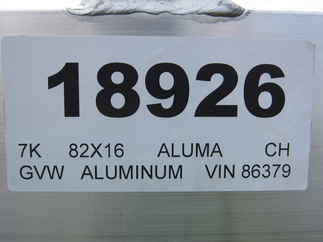 18926
7K 82X16 ALUMA CH
GVW ALUMINUM VIN 86379